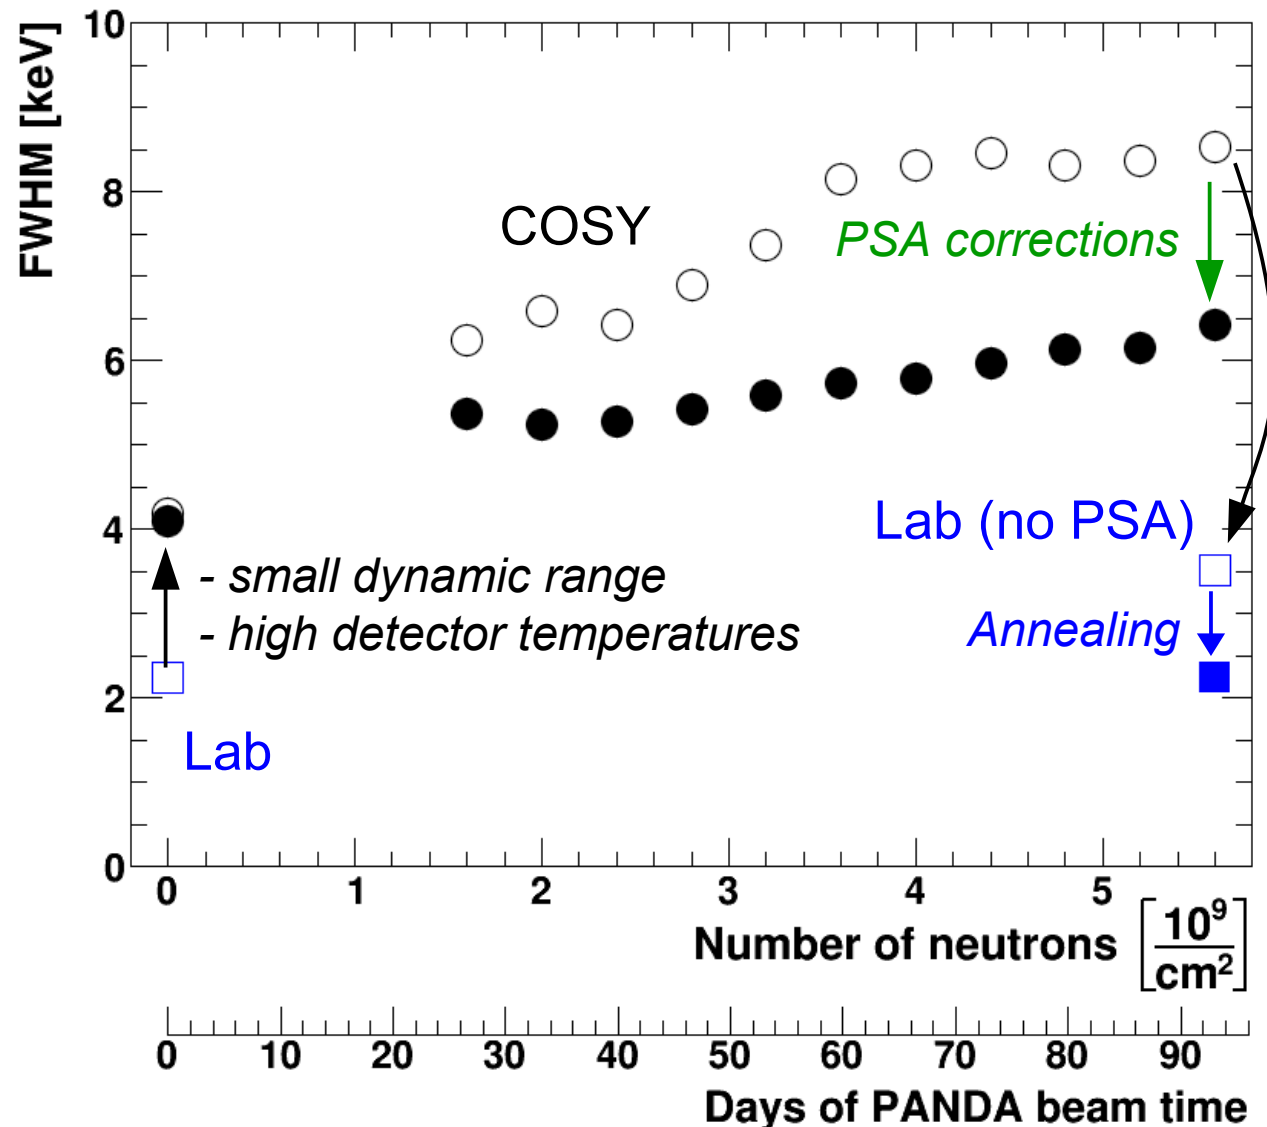 FWHM [keV]
10
8
6
4
2
0
COSY
PSA corrections
Lab (no PSA)
- small dynamic range
- high detector temperatures
Annealing
Lab
0 1 2 3 4 5
Number of neutrons [10⁹/cm²]
0 10 20 30 40 50 60 70 80 90
Days of PANDA beam time